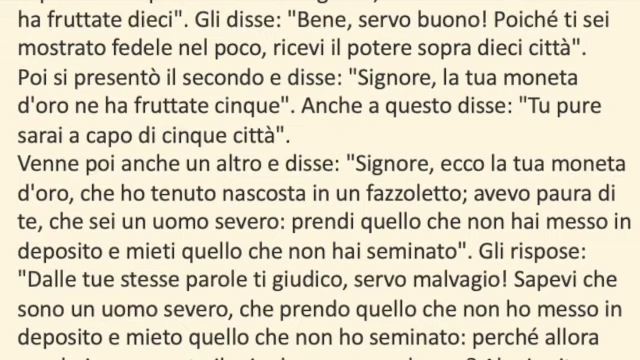 ha fruttate dieci". Gli disse: "Bene, servo buono! Poiché ti sei
mostrato fedele nel poco, ricevi il potere sopra dieci città".
Poi si presentò il secondo e disse: "Signore, la tua moneta
d'oro ne ha fruttate cinque". Anche a questo disse: "Tu pure
sarai a capo di cinque città".
Venne poi anche un altro e disse: "Signore, ecco la tua moneta
d'oro, che ho tenuto nascosta in un fazzoletto; avevo paura di
te, che sei un uomo severo: prendi quello che non hai messo in
deposito e mieti quello che non hai seminato". Gli rispose:
"Dalle tue stesse parole ti giudico, servo malvagio! Sapevi che
sono un uomo severo, che prendo quello che non ho messo in
deposito e mieto quello che non ho seminato: perché allora